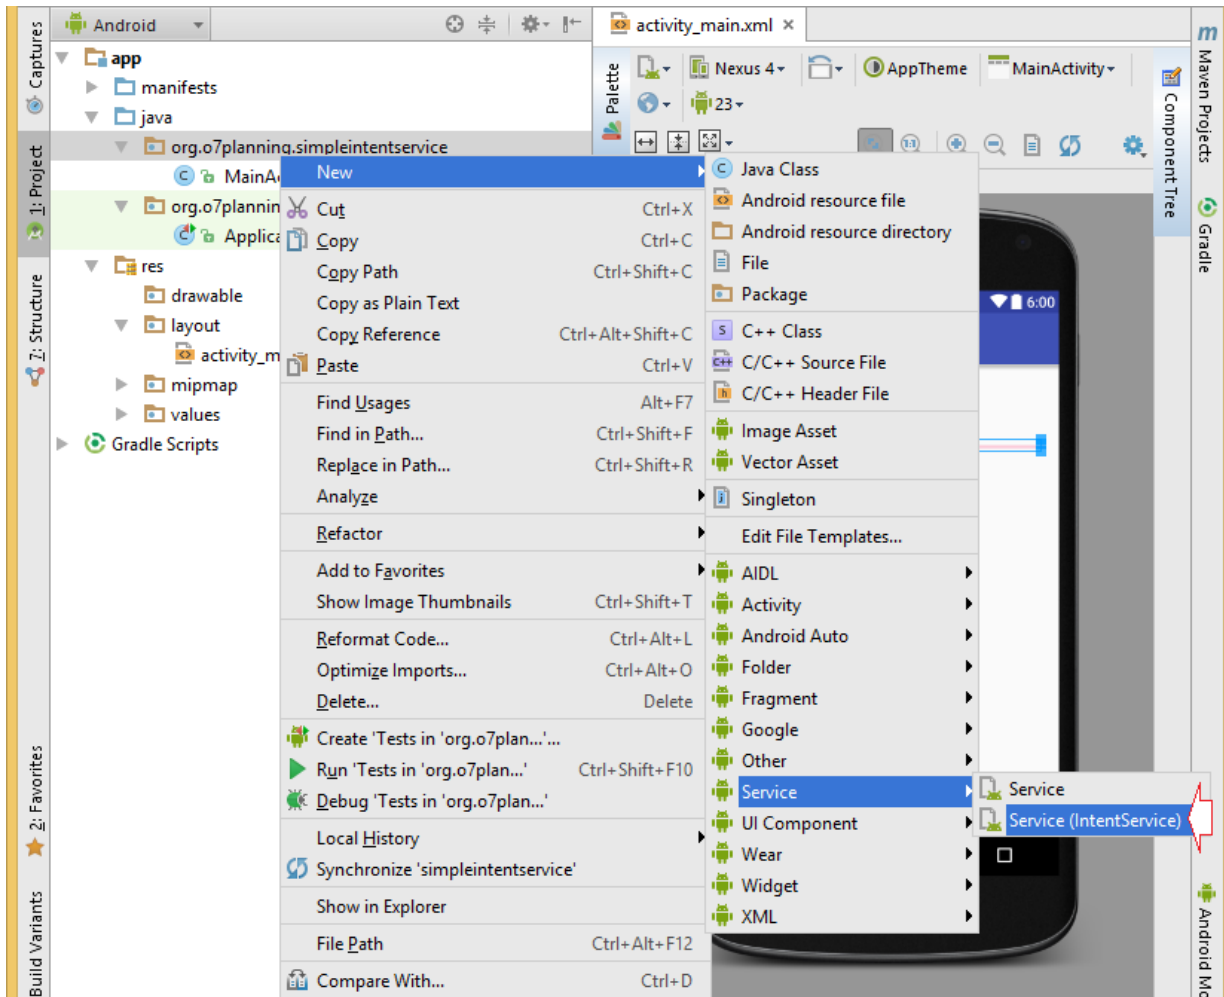 Captures
1: Project
7: Structure
2: Favorites
Build Variants
Android
app
manifests
java
org.o7planning.simpleintentservice
MainAc
org.o7plannin
Applica
res
drawable
layout
activity_m
mipmap
values
Gradle Scripts
New
Cut Ctrl+X
Copy Ctrl+C
Copy Path Ctrl+Shift+C
Copy as Plain Text
Copy Reference Ctrl+Alt+Shift+C
Paste Ctrl+V
Find Usages Alt+F7
Find in Path... Ctrl+Shift+F
Replace in Path... Ctrl+Shift+R
Analyze
Refactor
Add to Favorites
Show Image Thumbnails Ctrl+Shift+T
Reformat Code... Ctrl+Alt+L
Optimize Imports... Ctrl+Alt+O
Delete... Delete
Create 'Tests in 'org.o7plan...'...
Run 'Tests in 'org.o7plan...' Ctrl+Shift+F10
Debug 'Tests in 'org.o7plan...'
Local History
Synchronize 'simpleintentservice'
Show in Explorer
File Path Ctrl+Alt+F12
Compare With... Ctrl+D
activity_main.xml
Palette
Nexus 4
AppTheme
MainActivity
23
1:1
Java Class
Android resource file
Android resource directory
File
Package
C++ Class
C/C++ Source File
C/C++ Header File
Image Asset
Vector Asset
Singleton
Edit File Templates...
AIDL
Activity
Android Auto
Folder
Fragment
Google
Other
Service
UI Component
Wear
Widget
XML
Service
Service (IntentService)
6:00
Component Tree
Maven Projects
Gradle
Android Mo